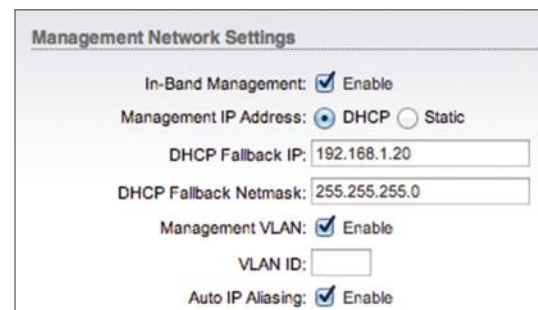 Management Network Settings
In-Band Management: Enable
Management IP Address: DHCP Static
DHCP Fallback IP: 192.168.1.20
DHCP Fallback Netmask: 255.255.255.0
Management VLAN: Enable
VLAN ID:
Auto IP Aliasing: Enable